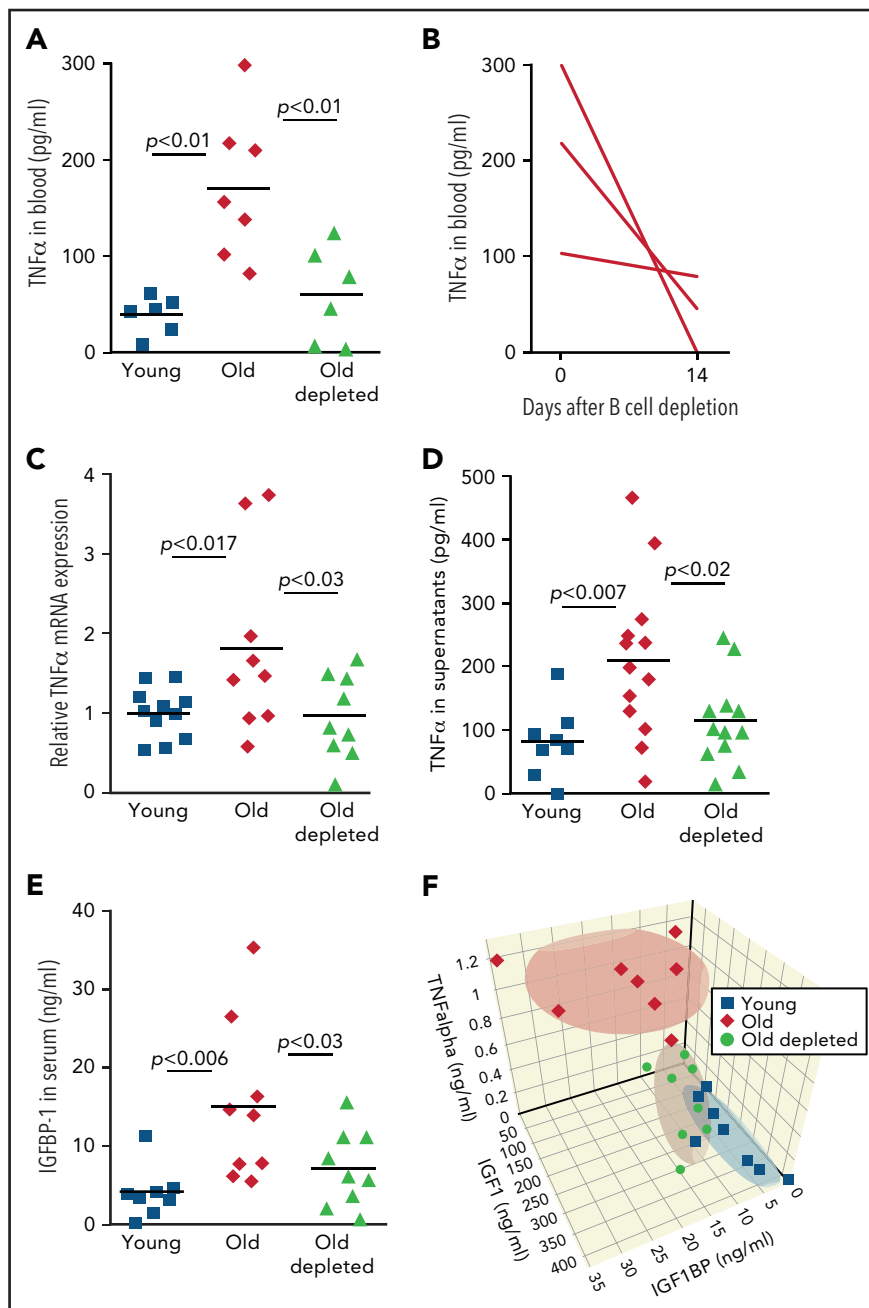 A
TNFα in blood (pg/ml)
300
200
100
0
p<0.01
p<0.01
Young
Old
Old
depleted
B
TNFα in blood (pg/ml)
300
200
100
0
0
14
Days after B cell depletion
C
Relative TNFα mRNA expression
4
3
2
1
0
p<0.017
p<0.03
Young
Old
Old
depleted
D
TNFα in supernatants (pg/ml)
500
400
300
200
100
0
p<0.007
p<0.02
Young
Old
Old
depleted
E
IGFBP-1 in serum (ng/ml)
40
30
20
10
0
p<0.006
p<0.03
Young
Old
Old
depleted
F
TNFalpha (ng/ml)
1.2
1
0.8
0.6
0.4
0.2
0
IGF1 (ng/ml)
50
100
150
200
250
300
350
400
35
30
25
20
15
10
5
0
IGF1BP (ng/ml)
Young
Old
Old depleted